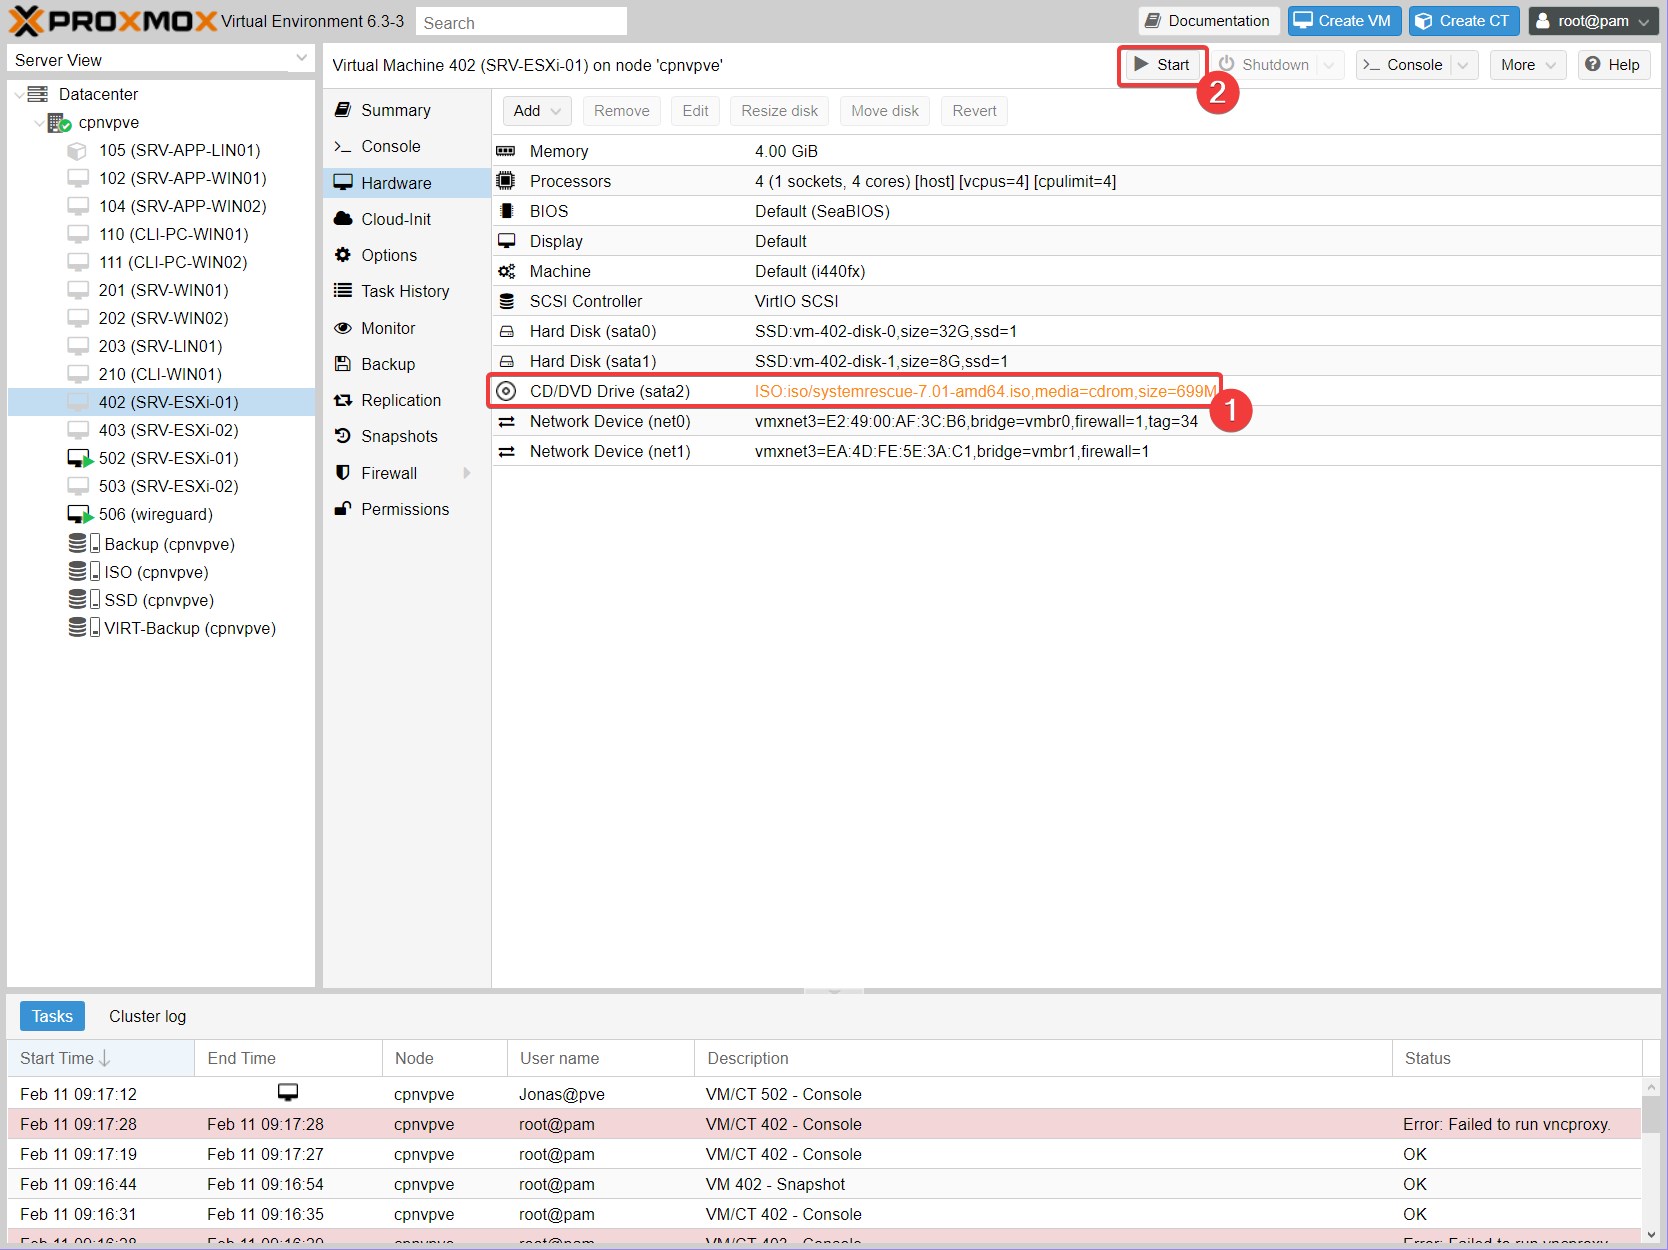 PROXMOX Virtual Environment 6.3-3 Search Documentation Create VM Create CT root@pam
Server View
Datacenter
cpnvpve
105 (SRV-APP-LIN01)
102 (SRV-APP-WIN01)
104 (SRV-APP-WIN02)
110 (CLI-PC-WIN01)
111 (CLI-PC-WIN02)
201 (SRV-WIN01)
202 (SRV-WIN02)
203 (SRV-LIN01)
210 (CLI-WIN01)
402 (SRV-ESXi-01)
403 (SRV-ESXi-02)
502 (SRV-ESXi-01)
503 (SRV-ESXi-02)
506 (wireguard)
Backup (cpnvpve)
ISO (cpnvpve)
SSD (cpnvpve)
VIRT-Backup (cpnvpve)
Virtual Machine 402 (SRV-ESXi-01) on node 'cpnvpve' Start Shutdown Console More Help
2
Summary
Console
Hardware
Cloud-Init
Options
Task History
Monitor
Backup
Replication
Snapshots
Firewall
Permissions
Add Remove Edit Resize disk Move disk Revert
Memory 4.00 GiB
Processors 4 (1 sockets, 4 cores) [host] [vcpus=4] [cpulimit=4]
BIOS Default (SeaBIOS)
Display Default
Machine Default (i440fx)
SCSI Controller VirtIO SCSI
Hard Disk (sata0) SSD:vm-402-disk-0,size=32G,ssd=1
Hard Disk (sata1) SSD:vm-402-disk-1,size=8G,ssd=1
CD/DVD Drive (sata2) ISO:iso/systemrescue-7.01-amd64.iso,media=cdrom,size=699M
1
Network Device (net0) vmxnet3=E2:49:00:AF:3C:B6,bridge=vmbr0,firewall=1,tag=34
Network Device (net1) vmxnet3=EA:4D:FE:5E:3A:C1,bridge=vmbr1,firewall=1
Tasks Cluster log
Start Time End Time Node User name Description Status
Feb 11 09:17:12 cpnvpve Jonas@pve VM/CT 502 - Console
Feb 11 09:17:28 Feb 11 09:17:28 cpnvpve root@pam VM/CT 402 - Console Error: Failed to run vncproxy.
Feb 11 09:17:19 Feb 11 09:17:27 cpnvpve root@pam VM/CT 402 - Console OK
Feb 11 09:16:44 Feb 11 09:16:54 cpnvpve root@pam VM 402 - Snapshot OK
Feb 11 09:16:31 Feb 11 09:16:35 cpnvpve root@pam VM/CT 402 - Console OK